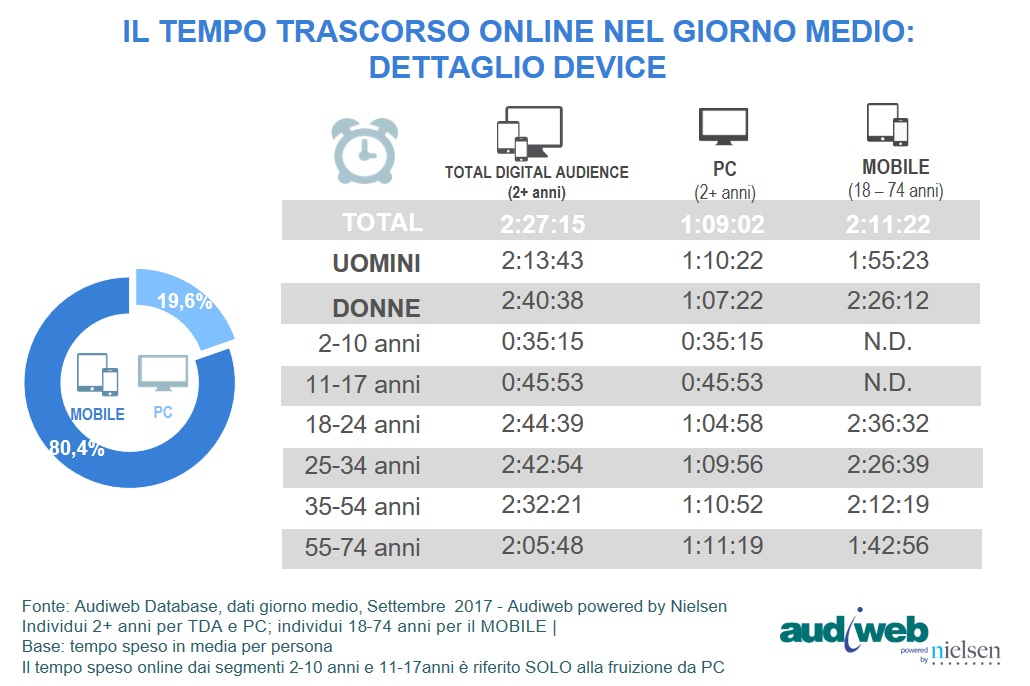 IL TEMPO TRASCORSO ONLINE NEL GIORNO MEDIO:
DETTAGLIO DEVICE
TOTAL DIGITAL AUDIENCE
(2+ anni)
PC
(2+ anni)
MOBILE
(18 – 74 anni)
TOTAL 2:27:15 1:09:02 2:11:22
UOMINI 2:13:43 1:10:22 1:55:23
DONNE 2:40:38 1:07:22 2:26:12
2-10 anni 0:35:15 0:35:15 N.D.
11-17 anni 0:45:53 0:45:53 N.D.
18-24 anni 2:44:39 1:04:58 2:36:32
25-34 anni 2:42:54 1:09:56 2:26:39
35-54 anni 2:32:21 1:10:52 2:12:19
55-74 anni 2:05:48 1:11:19 1:42:56
19,6%
MOBILE PC
80,4%
Fonte: Audiweb Database, dati giorno medio, Settembre 2017 - Audiweb powered by Nielsen
Individui 2+ anni per TDA e PC; individui 18-74 anni per il MOBILE |
Base: tempo speso in media per persona
Il tempo speso online dai segmenti 2-10 anni e 11-17anni è riferito SOLO alla fruizione da PC
audiweb
powered by nielsen